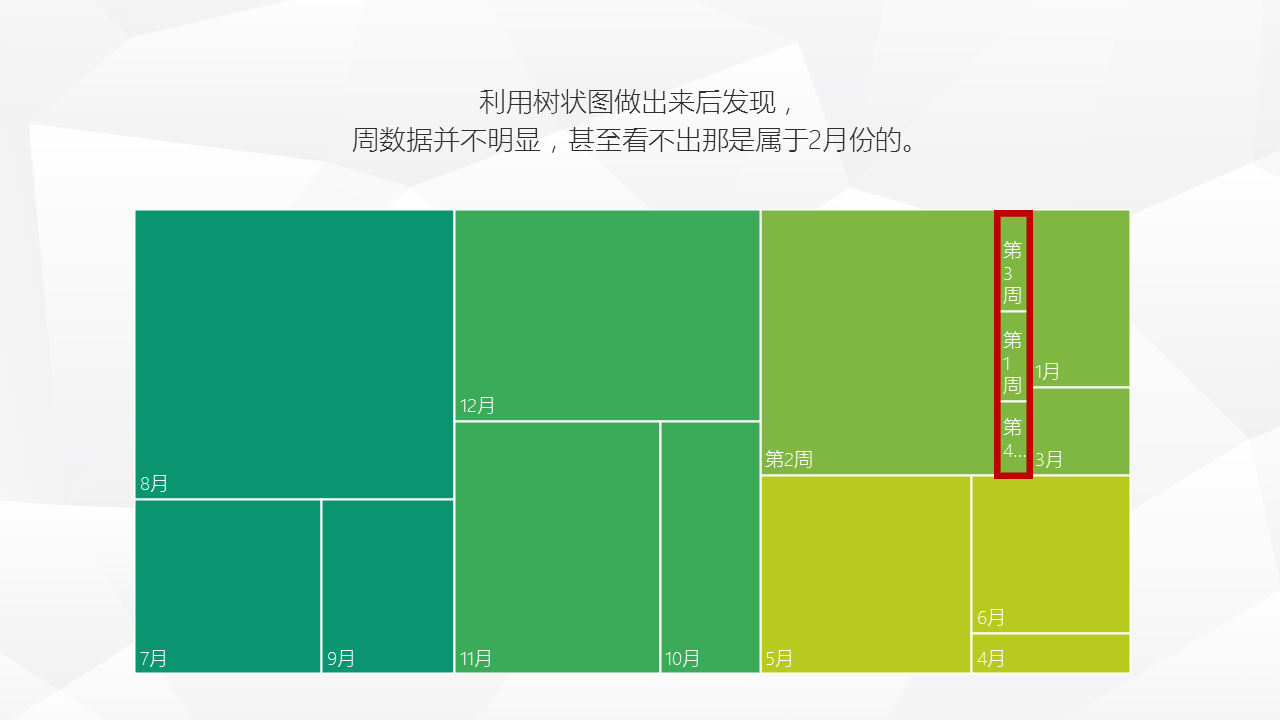 利用树状图做出来后发现，
周数据并不明显，甚至看不出那是属于2月份的。
8月
7月
9月
12月
11月
10月
第2周
第
3
周
第
1
周
第
4...
1月
3月
5月
6月
4月